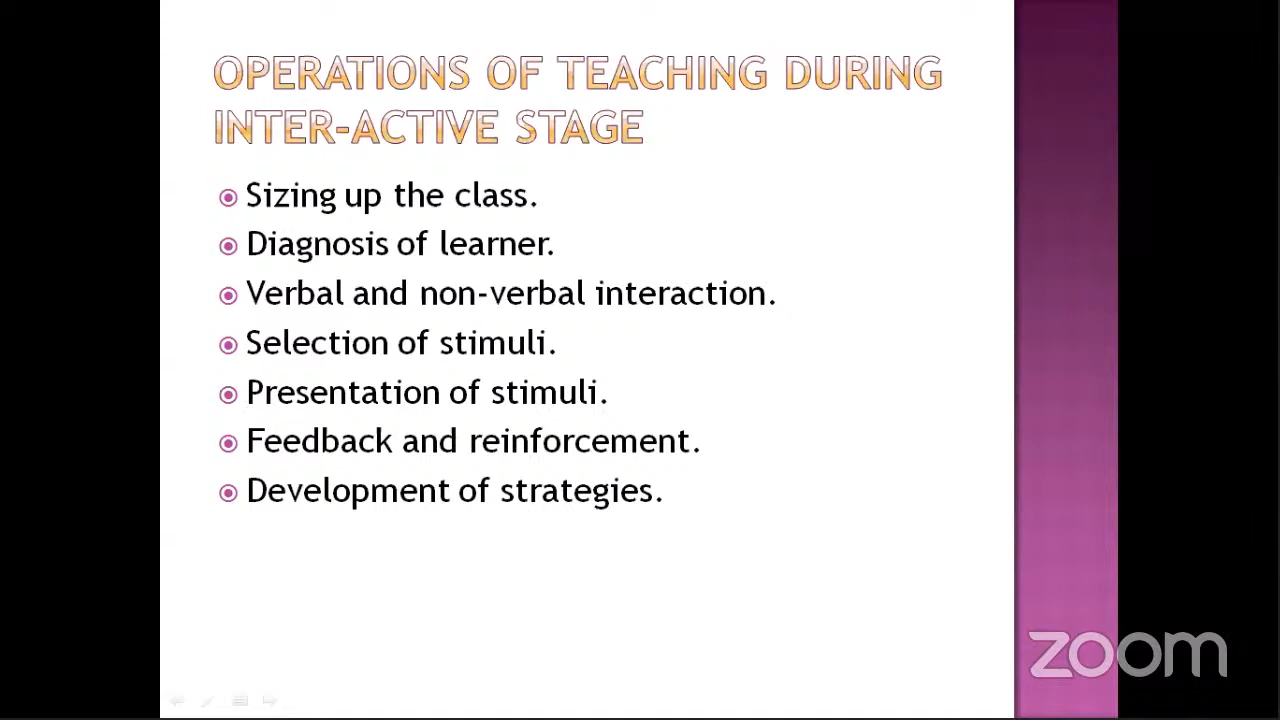 OPERATIONS OF TEACHING DURING
INTER-ACTIVE STAGE
Sizing up the class.
Diagnosis of learner.
Verbal and non-verbal interaction.
Selection of stimuli.
Presentation of stimuli.
Feedback and reinforcement.
Development of strategies.
zoom